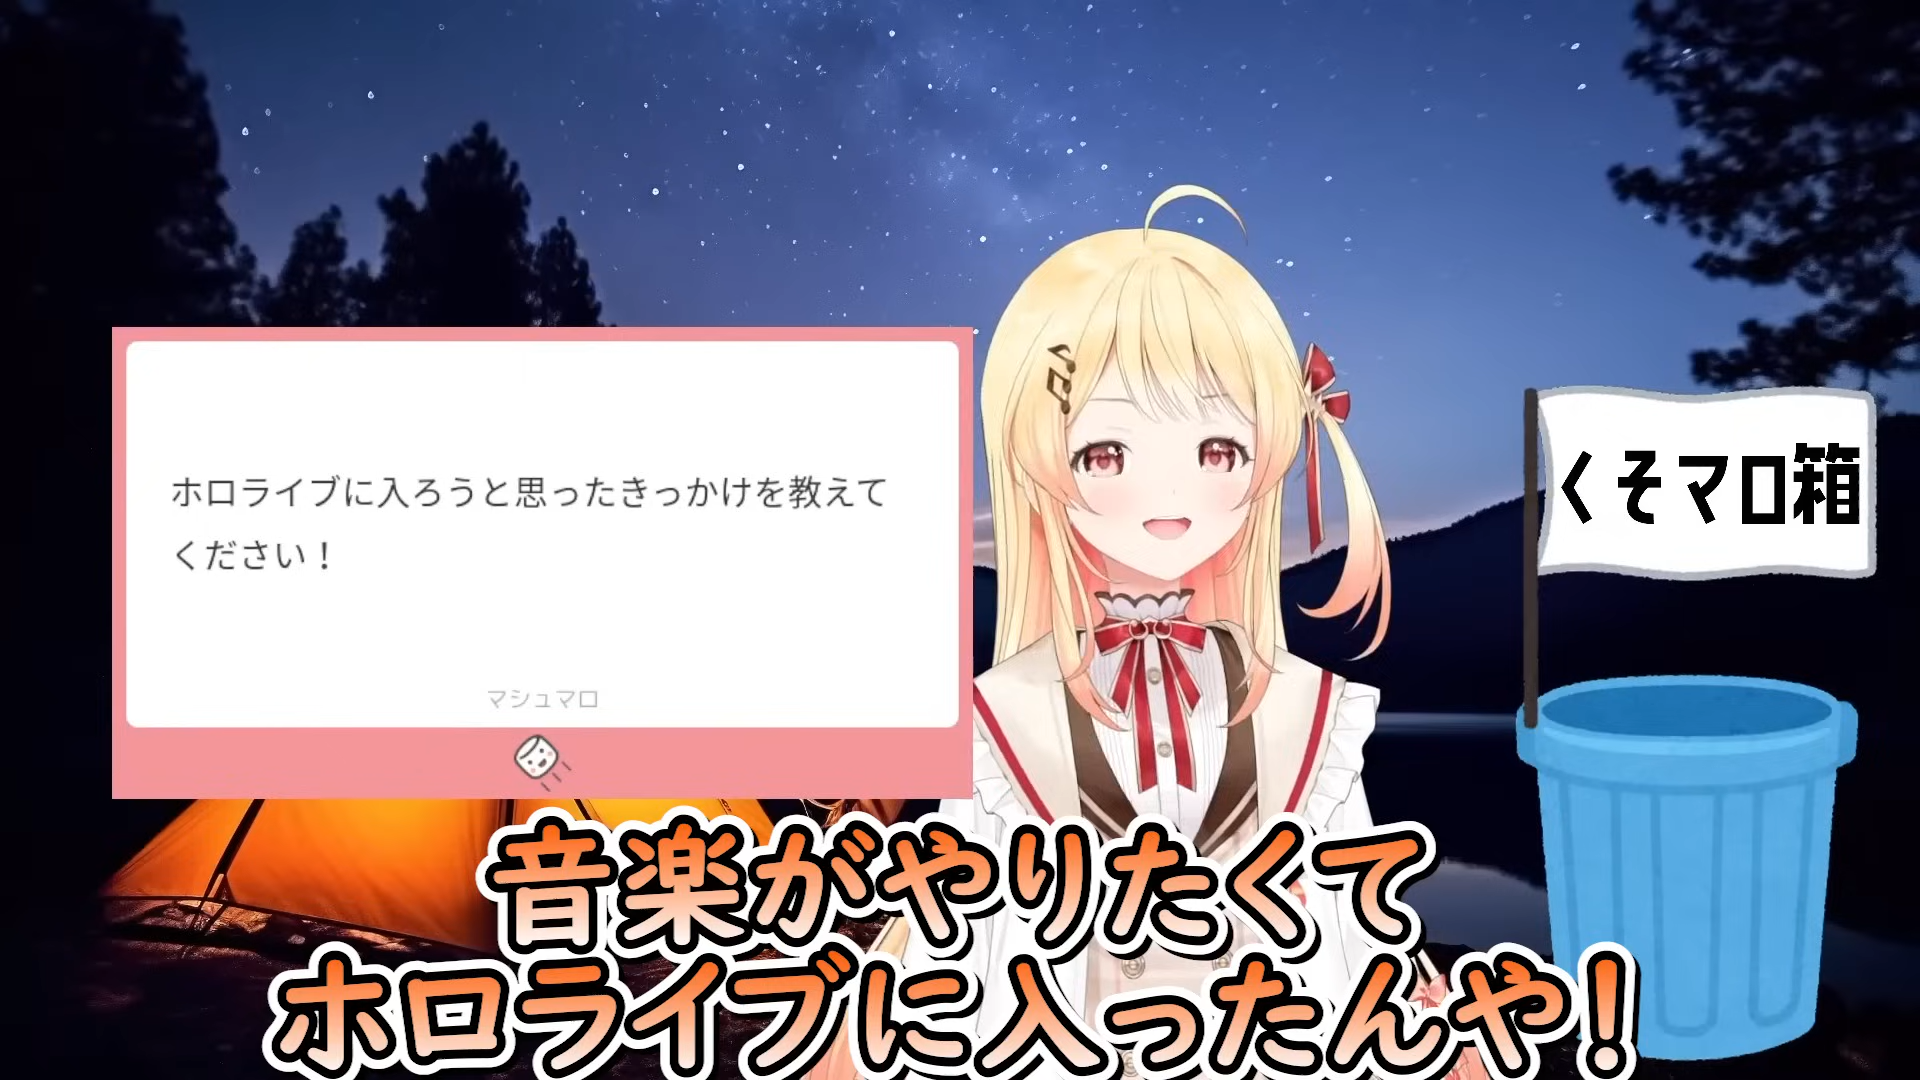 ホロライブに入ろうと思ったきっかけを教えて
ください！
マシュマロ
くそマロ箱
音楽がやりたくて
ホロライブに入ったんや！